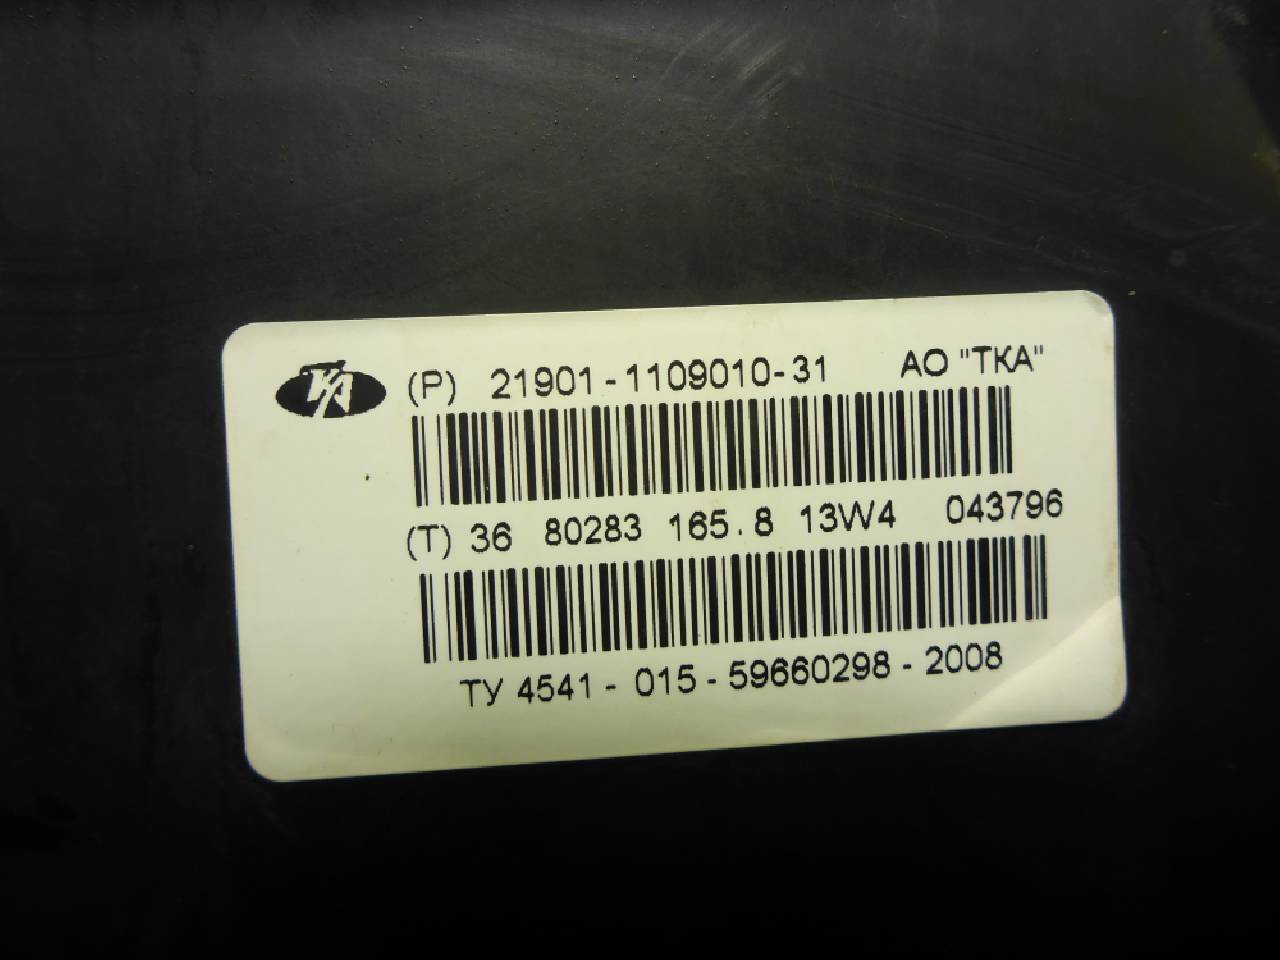 (P) 21901-1109010-31 АО "ТКА"
(T) 36 80283 165.8 13W4 043796
ТУ 4541- 015 - 59660298 - 2008